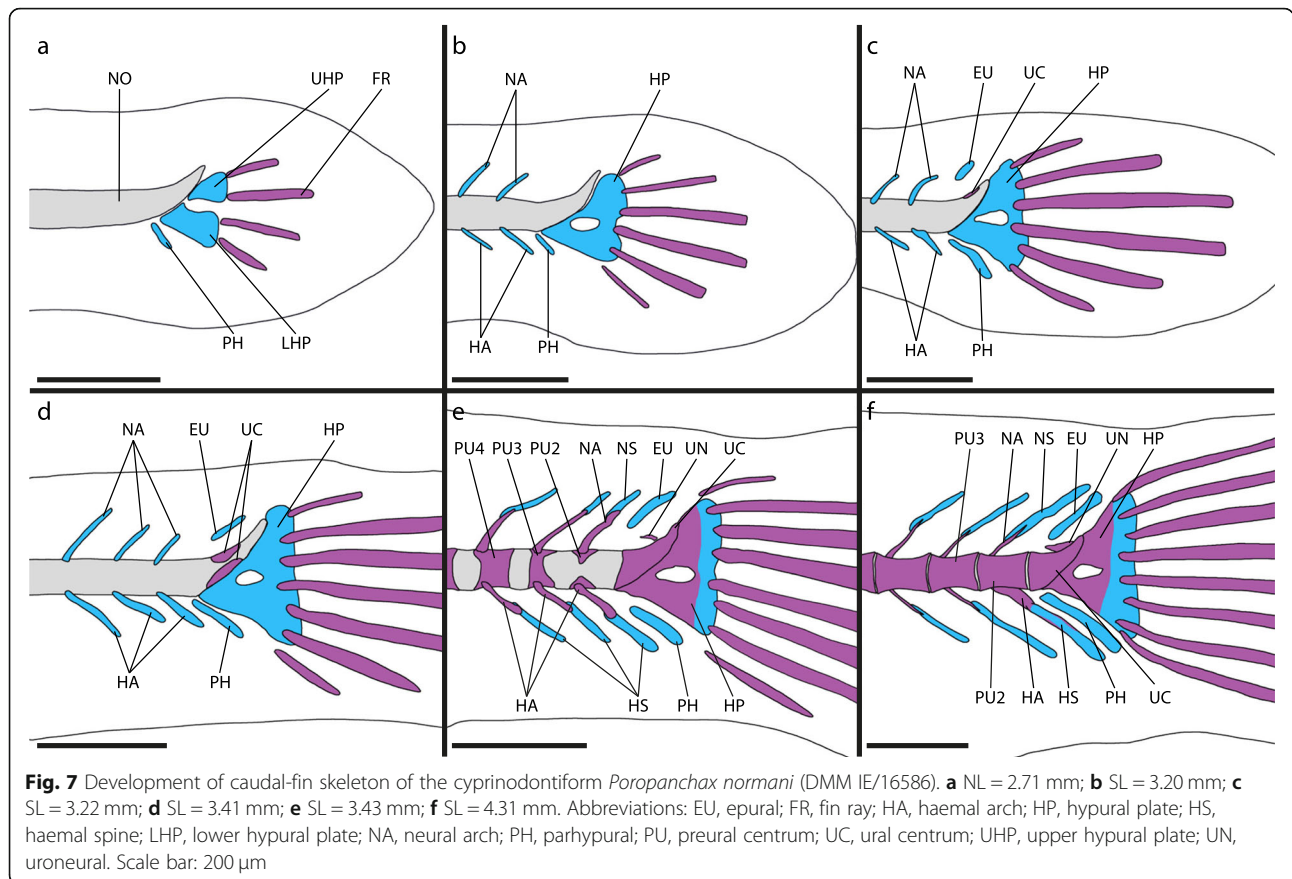 a
NO UHP FR
PH LHP
b
NA HP
HA PH
c
NA EU UC HP
HA PH
d
NA EU UC HP
HA PH
e
PU4 PU3 PU2 NA NS EU UN UC
HA HS PH HP
f
PU3 NA NS EU UN HP
PU2 HA HS PH UC
Fig. 7 Development of caudal-fin skeleton of the cyprinodontiform Poropanchax normani (DMM IE/16586). a NL = 2.71 mm; b SL = 3.20 mm; c
SL = 3.22 mm; d SL = 3.41 mm; e SL = 3.43 mm; f SL = 4.31 mm. Abbreviations: EU, epural; FR, fin ray; HA, haemal arch; HP, hypural plate; HS,
haemal spine; LHP, lower hypural plate; NA, neural arch; PH, parhypural; PU, preural centrum; UC, ural centrum; UHP, upper hypural plate; UN,
uroneural. Scale bar: 200 μm